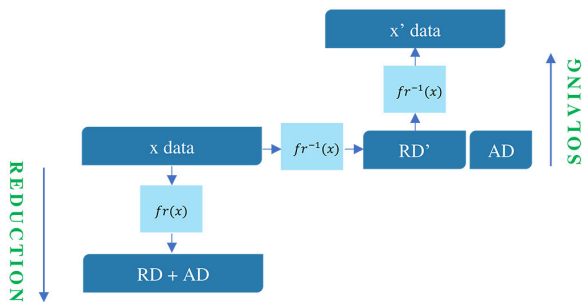 x' data
fr⁻¹(x)
x data
fr⁻¹(x)
RD'
AD
fr(x)
RD + AD
REDUCTION
SOLVING